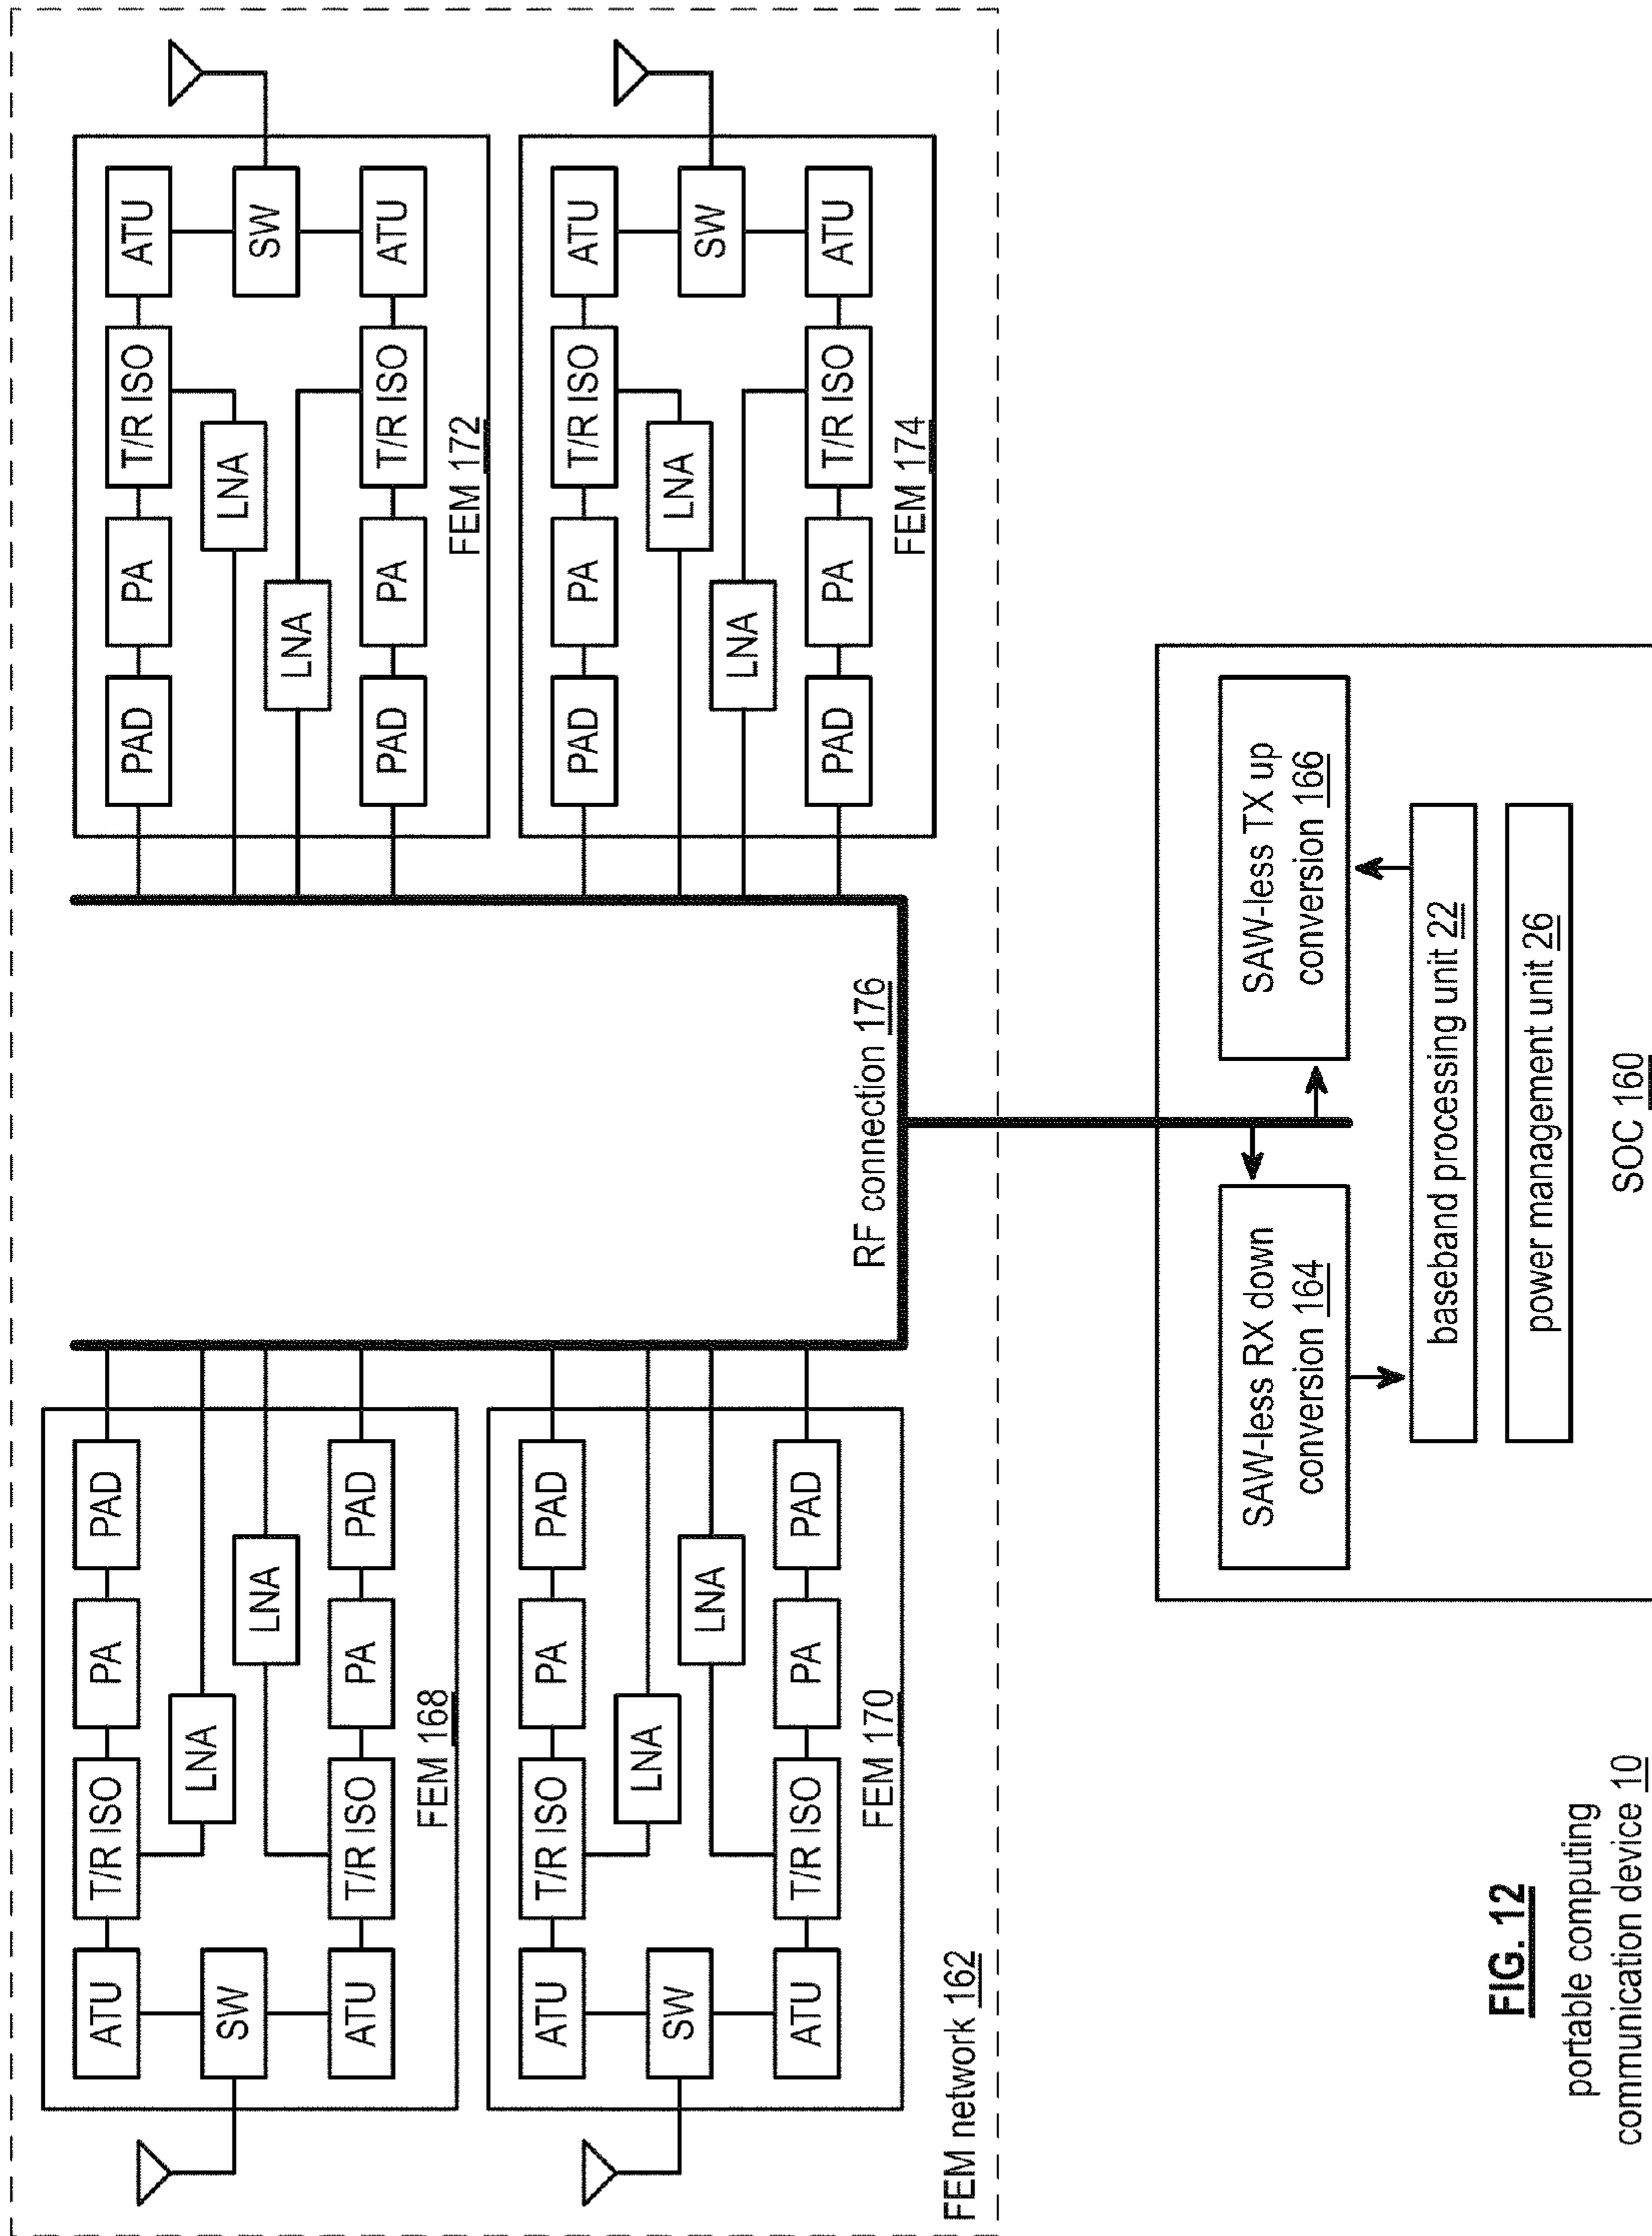 ATU
T/R ISO
PA
PAD
LNA
SW
LNA
ATU
T/R ISO
PA
PAD
FEM 168
ATU
T/R ISO
PA
PAD
LNA
SW
LNA
ATU
T/R ISO
PA
PAD
FEM 170
FEM network 162
PAD
PA
T/R ISO
ATU
LNA
SW
LNA
PAD
PA
T/R ISO
ATU
FEM 172
PAD
PA
T/R ISO
ATU
LNA
SW
LNA
PAD
PA
T/R ISO
ATU
FEM 174
RF connection 176
SAW-less RX down
conversion 164
SAW-less TX up
conversion 166
baseband processing unit 22
power management unit 26
SOC 160
FIG. 12
portable computing
communication device 10